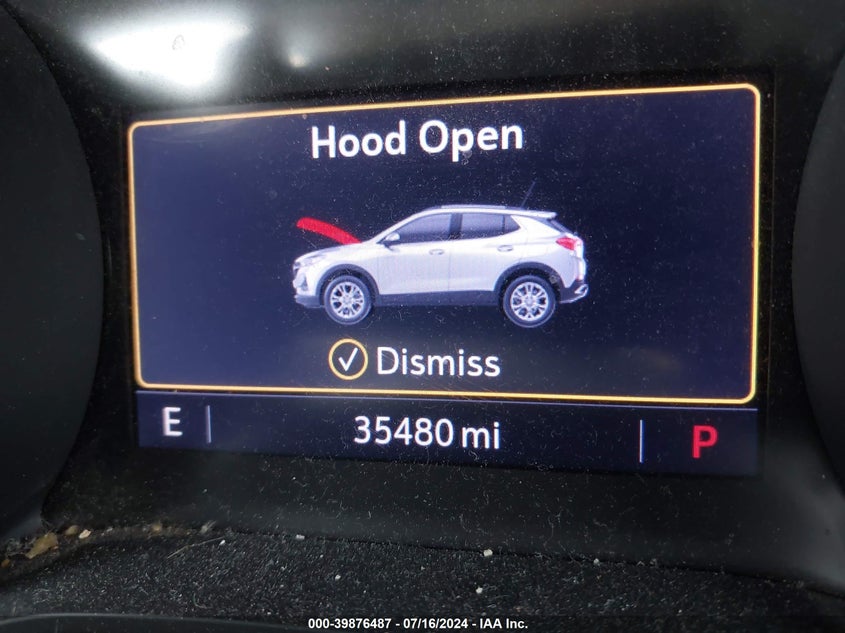 Hood Open
Dismiss
E
35480 mi
P
000-39876487 - 07/16/2024 - IAA Inc.